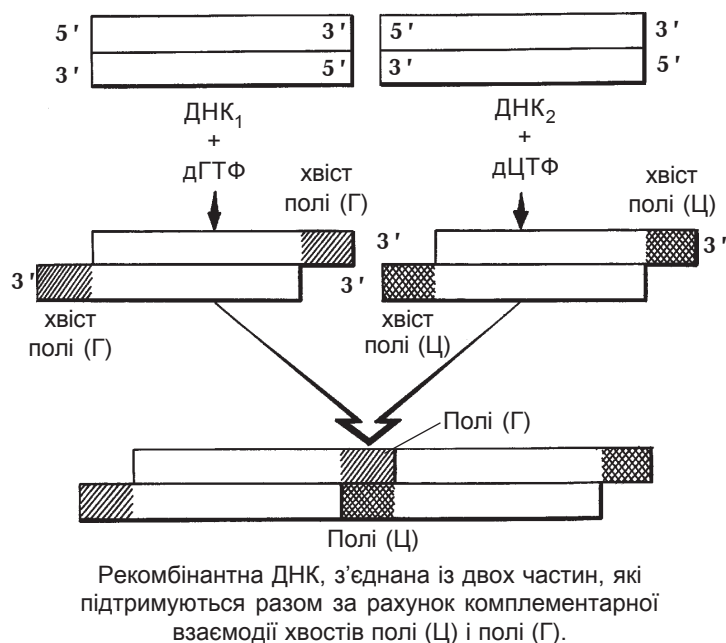 5′ 3′ 5′ 3′
3′ 5′ 3′ 5′
ДНК₁ ДНК₂
+ +
дГТФ дЦТФ
хвіст полі (Г)
хвіст полі (Ц)
3′ 3′
3′ 3′
хвіст полі (Г)
хвіст полі (Ц)
Полі (Г)
Полі (Ц)
Рекомбінантна ДНК, з’єднана із двох частин, які
підтримуються разом за рахунок комплементарної
взаємодії хвостів полі (Ц) і полі (Г).